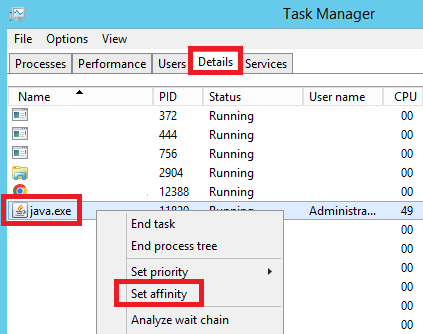 Task Manager
File Options View
Processes Performance Users Details Services
Name PID Status User name CPU
372 Running 00
444 Running 00
756 Running 00
2904 Running 00
12388 Running 00
java.exe Running Administra... 49
End task 00
End process tree 00
Set priority 00
Set affinity 00
Analyze wait chain 00